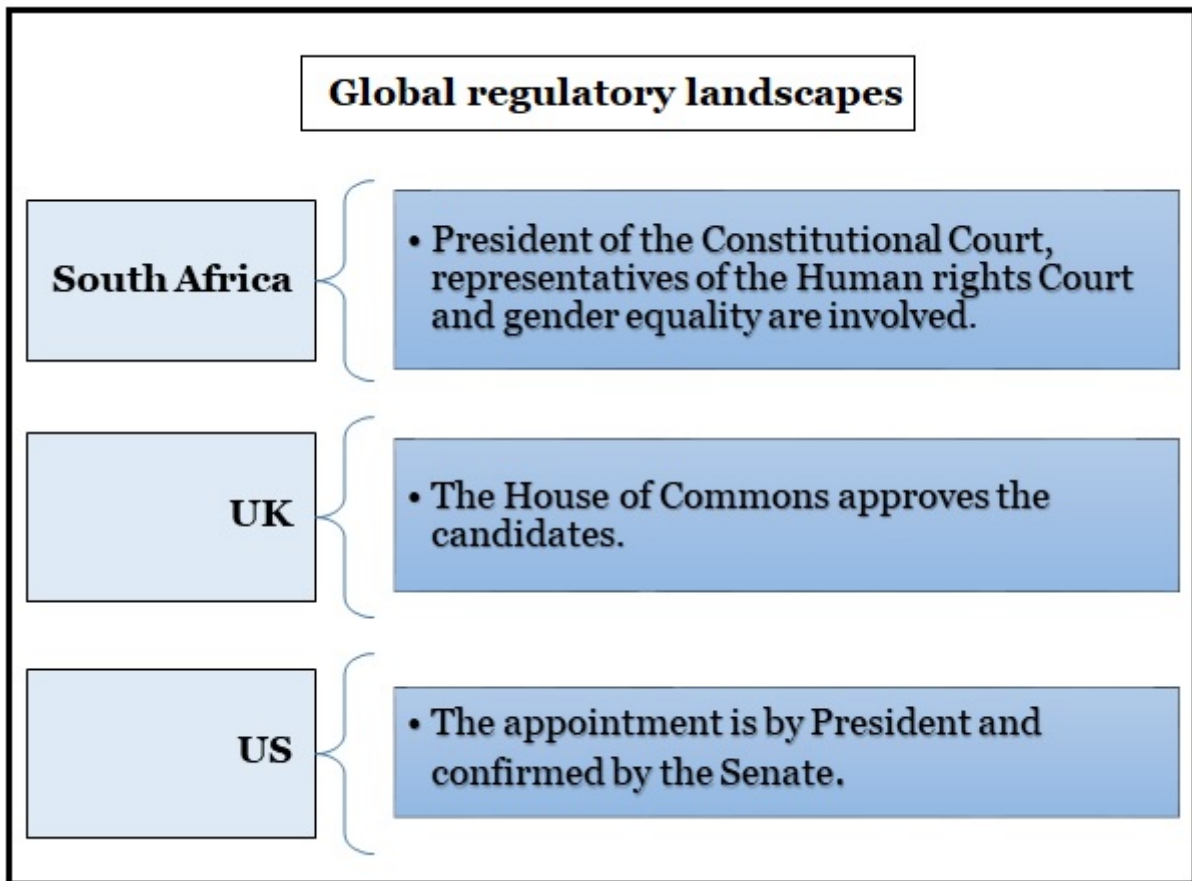 Global regulatory landscapes
South Africa
• President of the Constitutional Court,
representatives of the Human rights Court
and gender equality are involved.
UK
• The House of Commons approves the
candidates.
US
• The appointment is by President and
confirmed by the Senate.